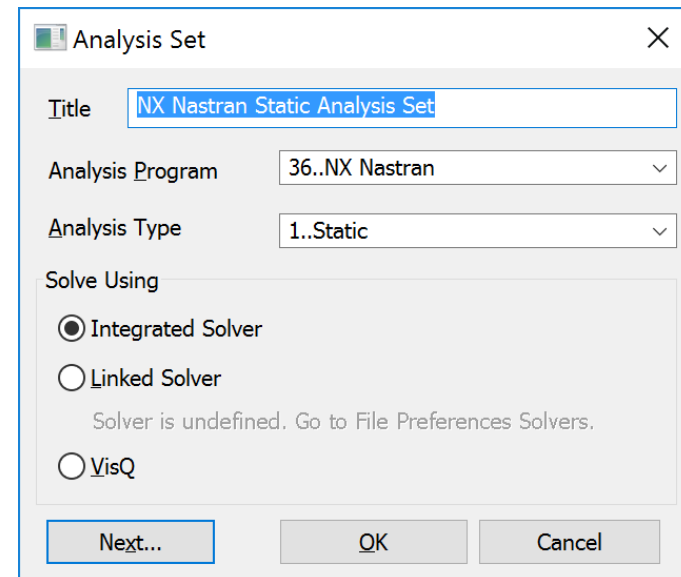 Analysis Set
Title NX Nastran Static Analysis Set
Analysis Program 36..NX Nastran
Analysis Type 1..Static
Solve Using
Integrated Solver
Linked Solver
Solver is undefined. Go to File Preferences Solvers.
VisQ
Next... OK Cancel